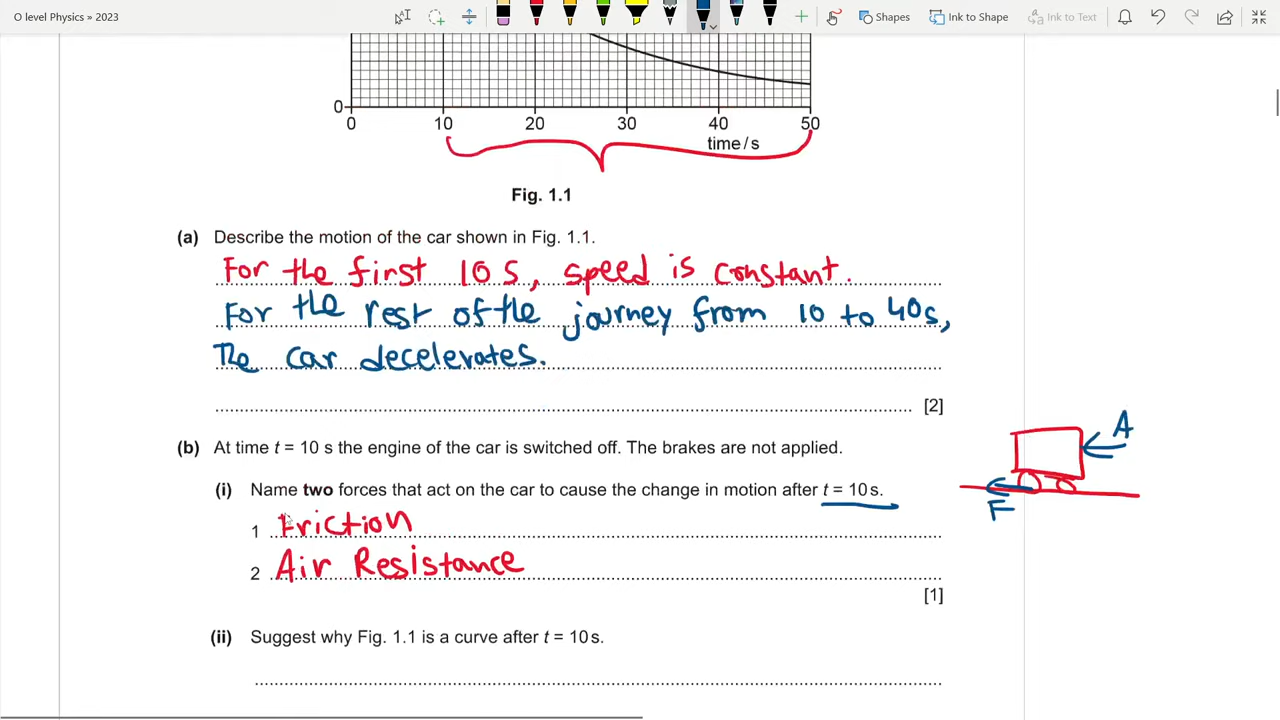 O level Physics » 2023
Shapes
Ink to Shape
Ink to Text
0
0 10 20 30 40 50
time / s
Fig. 1.1
(a) Describe the motion of the car shown in Fig. 1.1.
For the first 10 s, speed is constant.
For the rest of the journey from 10 to 40s,
The car decelerates.
[2]
(b) At time t = 10 s the engine of the car is switched off. The brakes are not applied.
(i) Name two forces that act on the car to cause the change in motion after t = 10 s.
1 Friction
2 Air Resistance
[1]
A
F
(ii) Suggest why Fig. 1.1 is a curve after t = 10 s.